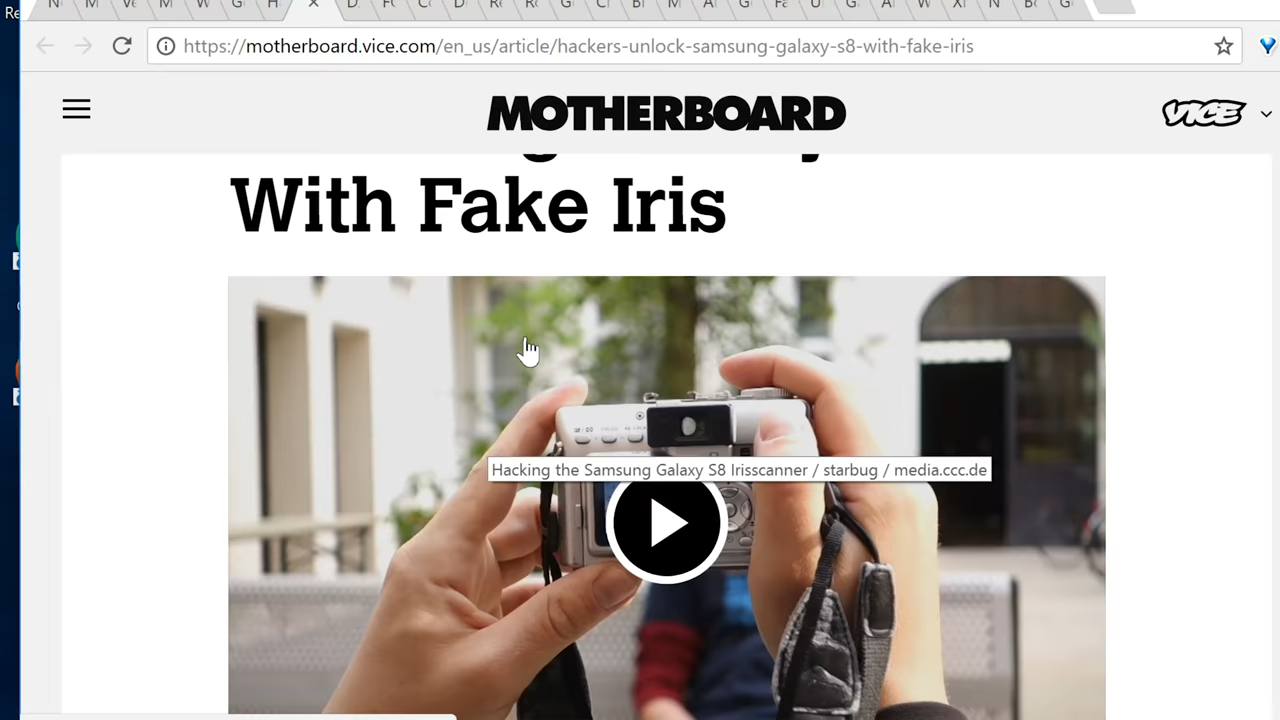 https://motherboard.vice.com/en_us/article/hackers-unlock-samsung-galaxy-s8-with-fake-iris
MOTHERBOARD
VICE
With Fake Iris
Hacking the Samsung Galaxy S8 Irisscanner / starbug / media.ccc.de